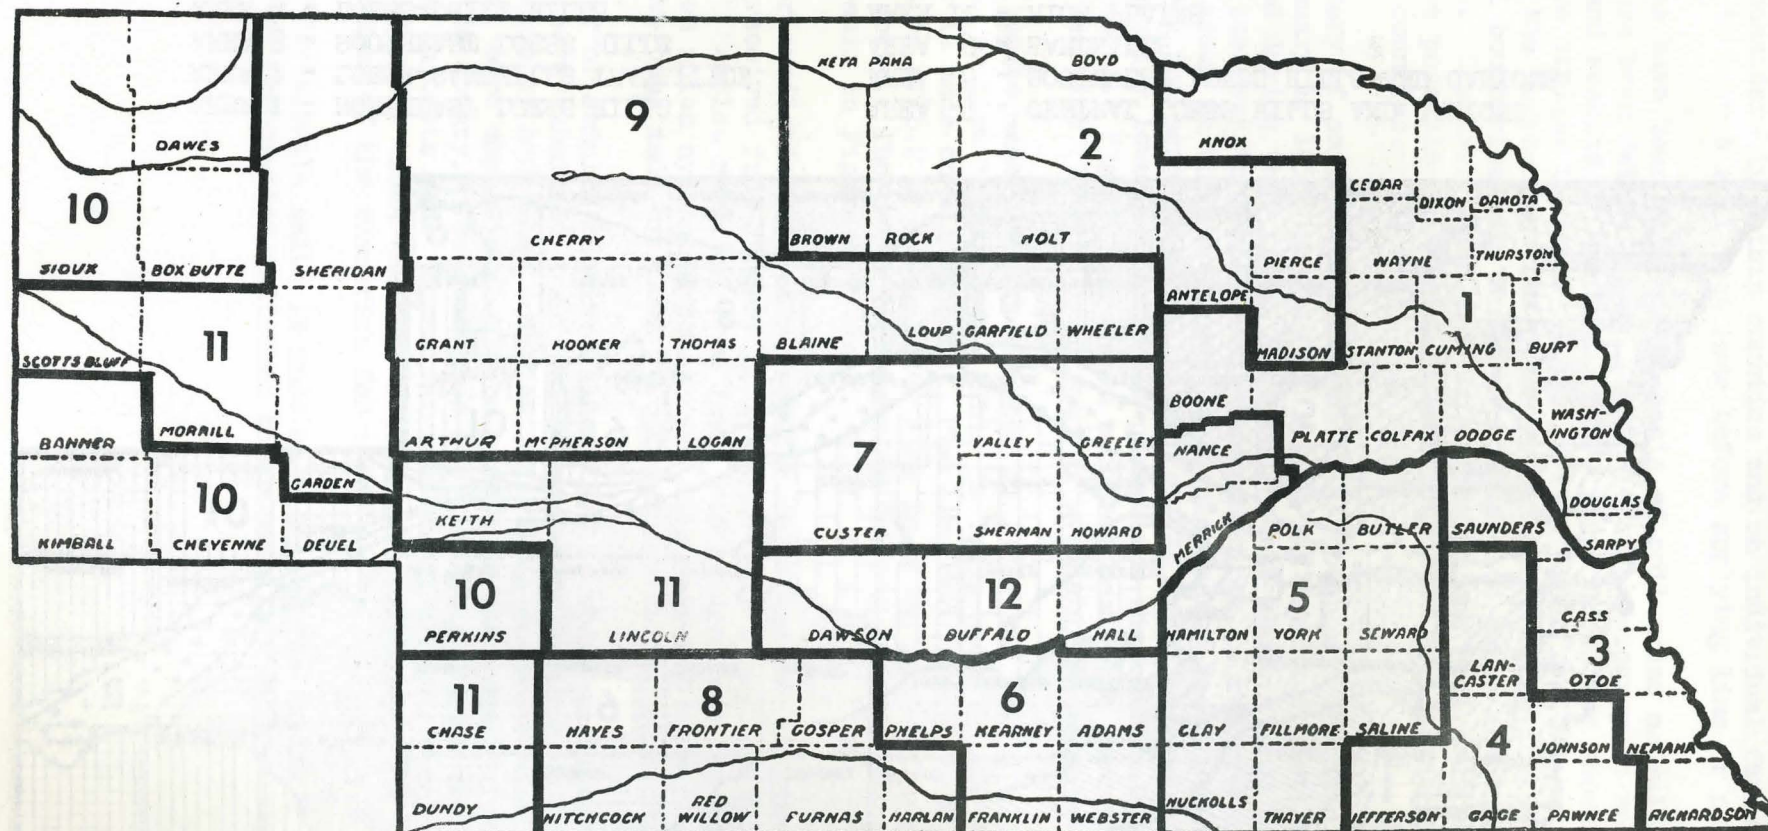 KEYA PAHA
BOYD
9
2
KNOX
DAWES
CEDAR
DIXON
DAKOTA
10
CHERRY
BROWN
ROCK
HOLT
PIERCE
WAYNE
THURSTON
SIOUX
BOX BUTTE
SHERIDAN
ANTELOPE
1
11
GRANT
HOOKER
THOMAS
BLAINE
LOUP
GARFIELD
WHEELER
MADISON
STANTON
CUMING
BURT
SCOTTS BLUFF
BOONE
WASH-
INGTON
BANNER
MORRILL
ARTHUR
McPHERSON
LOGAN
7
VALLEY
GREELEY
NANCE
PLATTE
COLFAX
DODGE
GARDEN
10
KEITH
DOUGLAS
KIMBALL
CHEYENNE
DEUEL
CUSTER
SHERMAN
HOWARD
MERRICK
POLK
BUTLER
SAUNDERS
SARPY
10
11
12
5
PERKINS
LINCOLN
DAWSON
BUFFALO
HALL
HAMILTON
YORK
SEWARD
CASS
3
LAN-
CASTER
OTOE
11
8
6
CHASE
HAYES
FRONTIER
GOSPER
PHELPS
KEARNEY
ADAMS
CLAY
FILLMORE
SALINE
4
JOHNSON
NEMAHA
DUNDY
HITCHCOCK
RED
WILLOW
FURNAS
HARLAN
FRANKLIN
WEBSTER
NUCKOLLS
THAYER
JEFFERSON
GAGE
PAWNEE
RICHARDSON